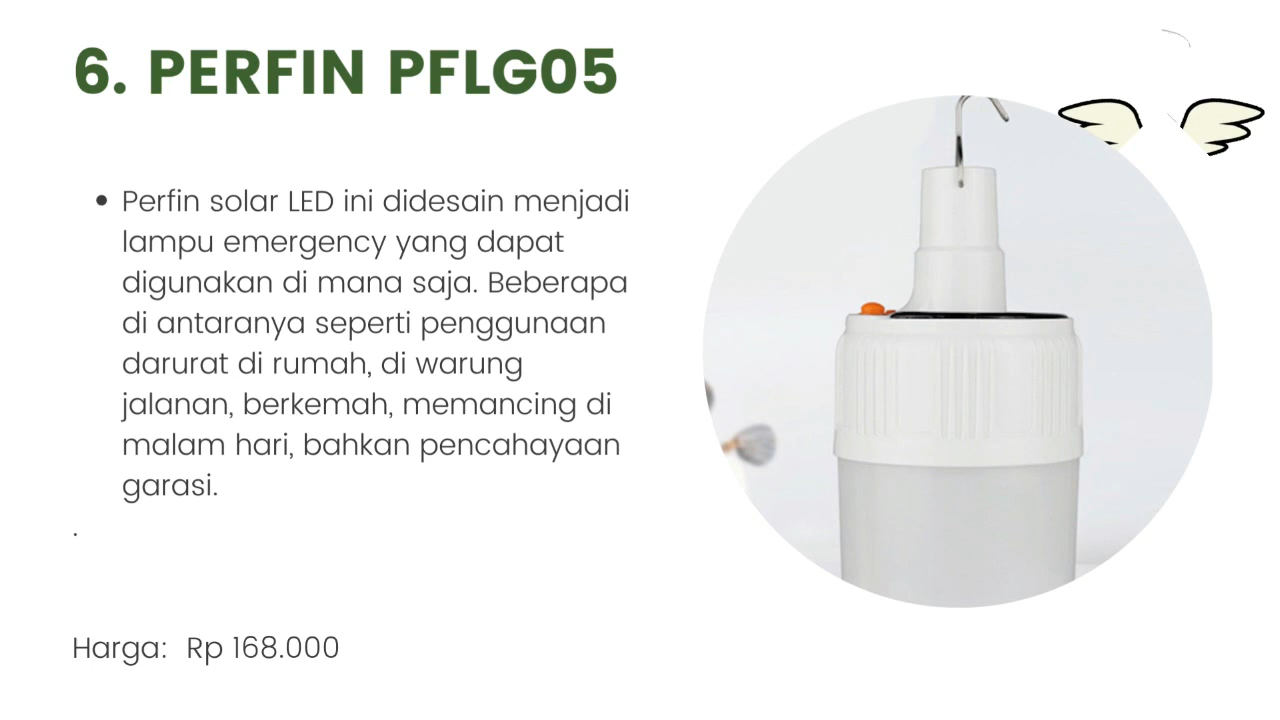 6. PERFIN PFLG05
• Perfin solar LED ini didesain menjadi
lampu emergency yang dapat
digunakan di mana saja. Beberapa
di antaranya seperti penggunaan
darurat di rumah, di warung
jalanan, berkemah, memancing di
malam hari, bahkan pencahayaan
garasi.
.
Harga: Rp 168.000